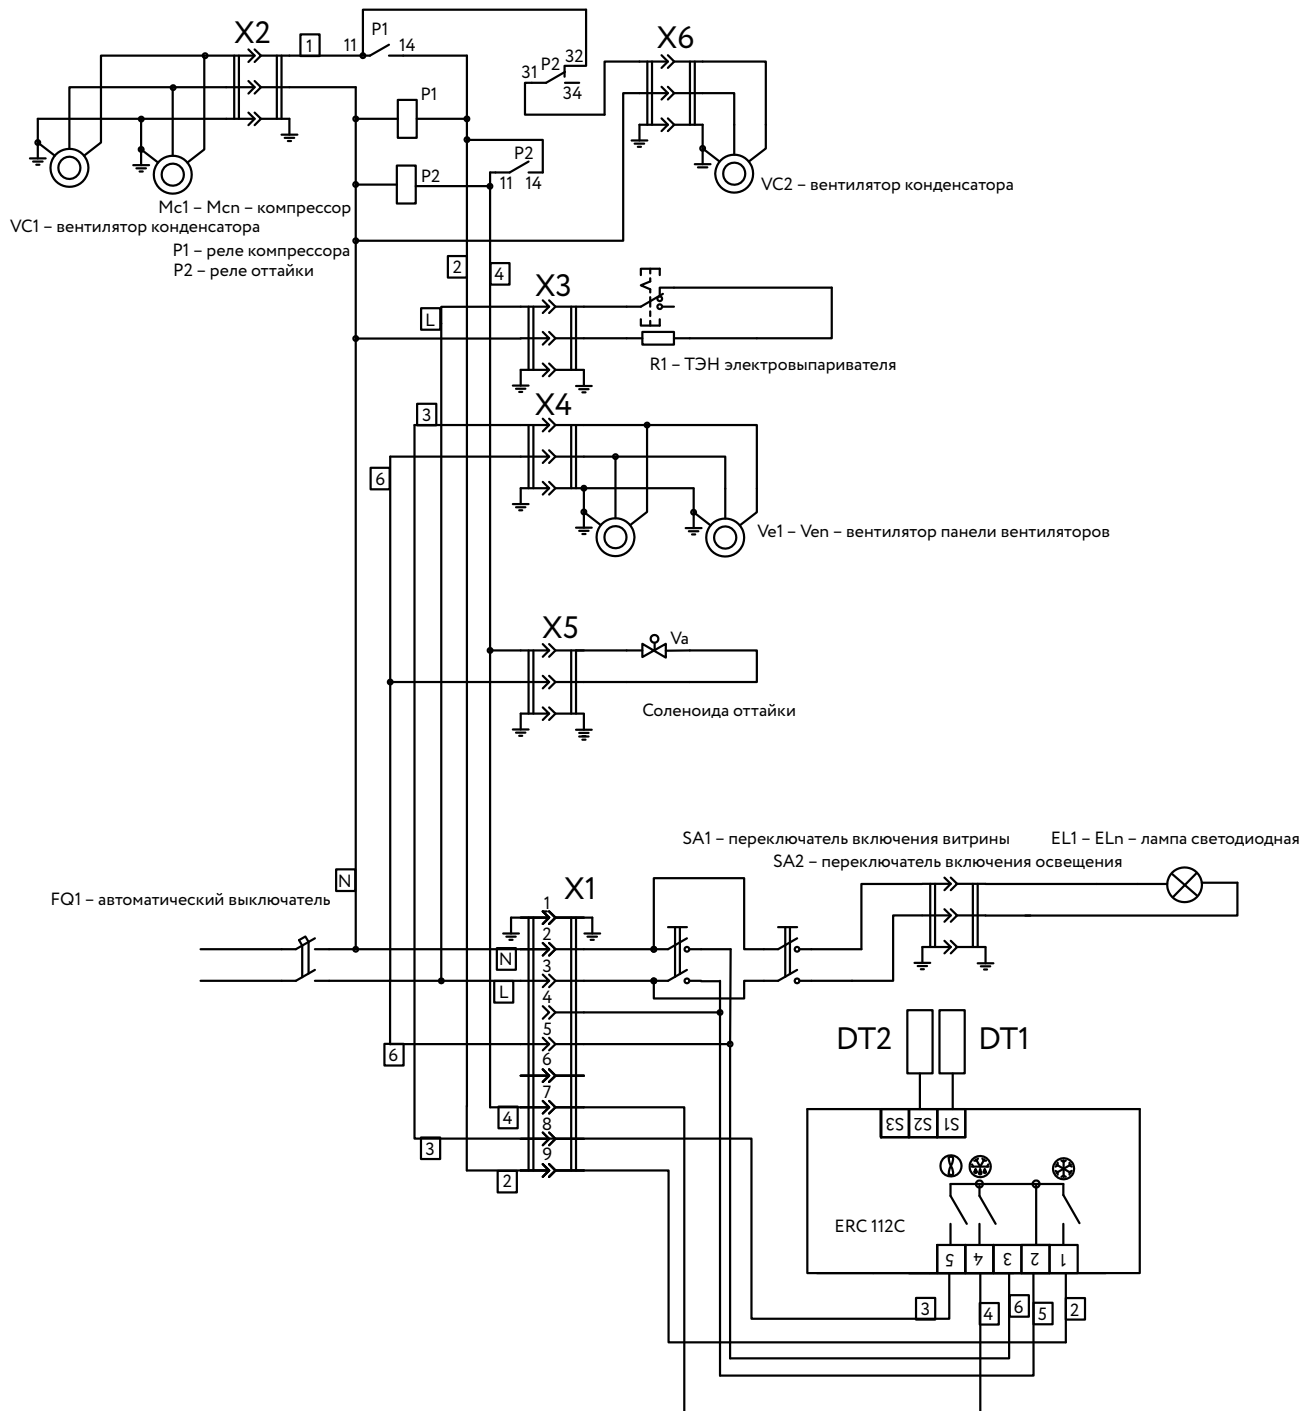 X2
1
P1
11
14
32
P2
31
34
X6
P1
P2
11
14
P2
VC2 – вентилятор конденсатора
Mc1 – Mcn – компрессор
VC1 – вентилятор конденсатора
P1 – реле компрессора
P2 – реле оттайки
2
4
X3
L
R1 – ТЭН электровыпаривателя
X4
3
6
Ve1 – Ven – вентилятор панели вентиляторов
X5
Va
Соленоида оттайки
SA1 – переключатель включения витрины
EL1 – ELn – лампа светодиодная
SA2 – переключатель включения освещения
N
X1
FQ1 – автоматический выключатель
1
2
N
3
L
4
5
6
6
7
4
8
3
9
2
DT2
DT1
S3
S2
S1
ERC 112C
5
4
3
2
1
3
4
6
5
2